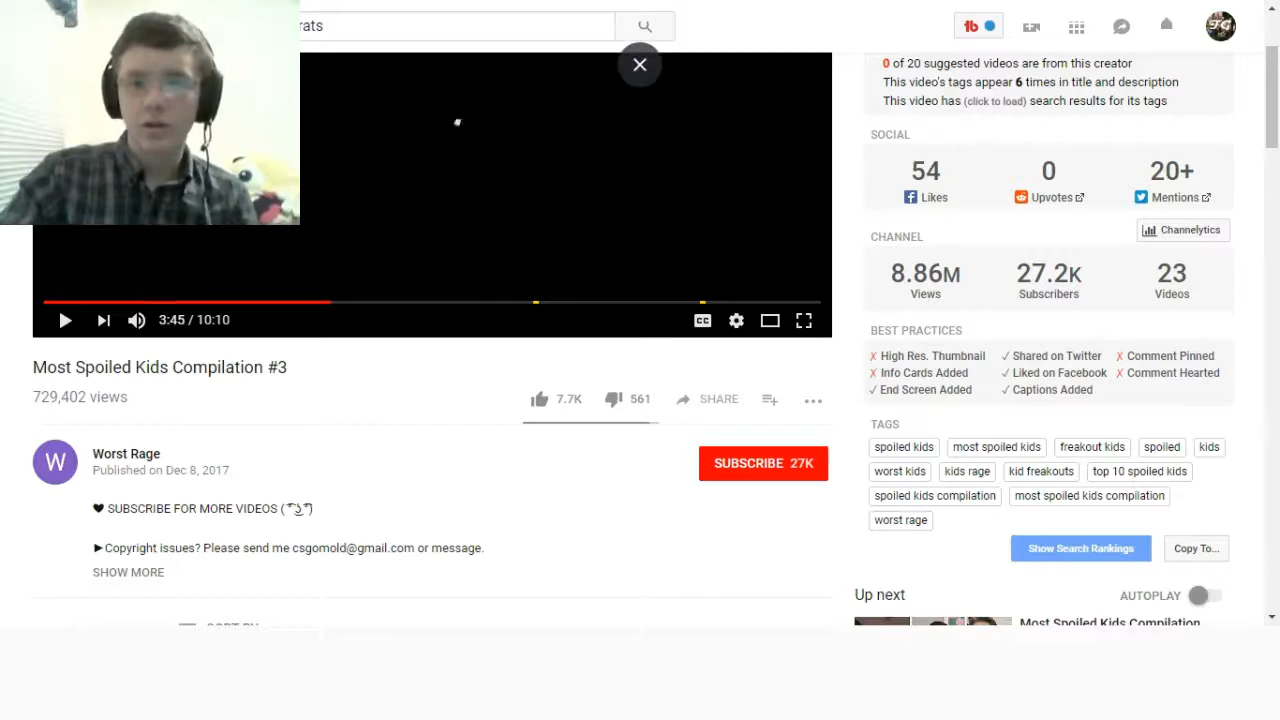 rats
0 of 20 suggested videos are from this creator
This video's tags appear 6 times in title and description
This video has (click to load) search results for its tags
SOCIAL
54 0 20+
Likes Upvotes Mentions
CHANNEL Channelytics
8.86M 27.2K 23
Views Subscribers Videos
BEST PRACTICES
✗ High Res. Thumbnail ✓ Shared on Twitter ✗ Comment Pinned
✗ Info Cards Added ✓ Liked on Facebook ✗ Comment Hearted
✓ End Screen Added ✓ Captions Added
TAGS
spoiled kids most spoiled kids freakout kids spoiled kids
worst kids kids rage kid freakouts top 10 spoiled kids
spoiled kids compilation most spoiled kids compilation
worst rage
Show Search Rankings Copy To...
3:45 / 10:10 CC
Most Spoiled Kids Compilation #3
729,402 views
7.7K 561 SHARE
W
Worst Rage
Published on Dec 8, 2017
SUBSCRIBE 27K
❤ SUBSCRIBE FOR MORE VIDEOS ( ͡° ͜ʖ ͡°)
►Copyright issues? Please send me csgomold@gmail.com or message.
SHOW MORE
Up next AUTOPLAY
Most Spoiled Kids Compilation